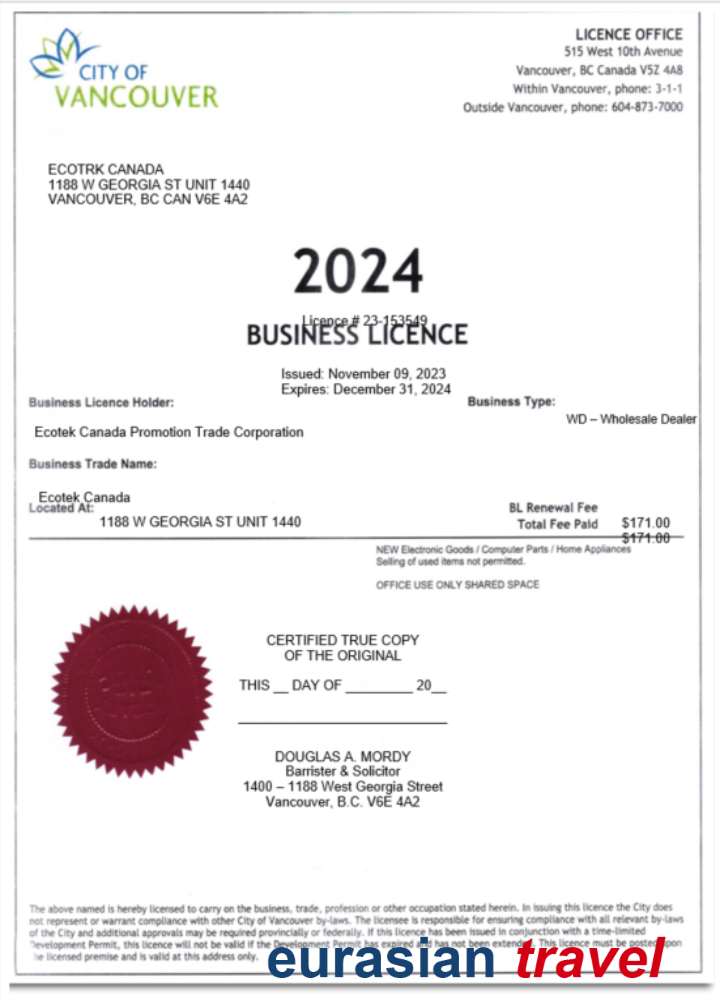 CITY OF
VANCOUVER
LICENCE OFFICE
515 West 10th Avenue
Vancouver, BC Canada V5Z 4A8
Within Vancouver, phone: 3-1-1
Outside Vancouver, phone: 604-873-7000
ECOTRK CANADA
1188 W GEORGIA ST UNIT 1440
VANCOUVER, BC CAN V6E 4A2
2024
Licence # 23-153549
BUSINESS LICENCE
Issued: November 09, 2023
Expires: December 31, 2024
Business Licence Holder:
Business Type:
WD – Wholesale Dealer
Ecotek Canada Promotion Trade Corporation
Business Trade Name:
Ecotek Canada
Located At:
1188 W GEORGIA ST UNIT 1440
BL Renewal Fee
Total Fee Paid $171.00
$171.00
NEW Electronic Goods / Computer Parts / Home Appliances
Selling of used items not permitted.
OFFICE USE ONLY SHARED SPACE
CERTIFIED TRUE COPY
OF THE ORIGINAL
THIS __ DAY OF ________ 20__
DOUGLAS A. MORDY
Barrister & Solicitor
1400 – 1188 West Georgia Street
Vancouver, B.C. V6E 4A2
The above named is hereby licensed to carry on the business, trade, profession or other occupation stated herein. In issuing this licence the City does
not represent or warrant compliance with other City of Vancouver by-laws. The licensee is responsible for ensuring compliance with all relevant by-laws
of the City and additional approvals may be required provincially or federally. If this licence has been issued in conjunction with a time-limited
Development Permit, this licence will not be valid if the Development Permit has expired and has not been extended. This licence must be posted upon
the licensed premise and is valid at this address only.
eurasian travel